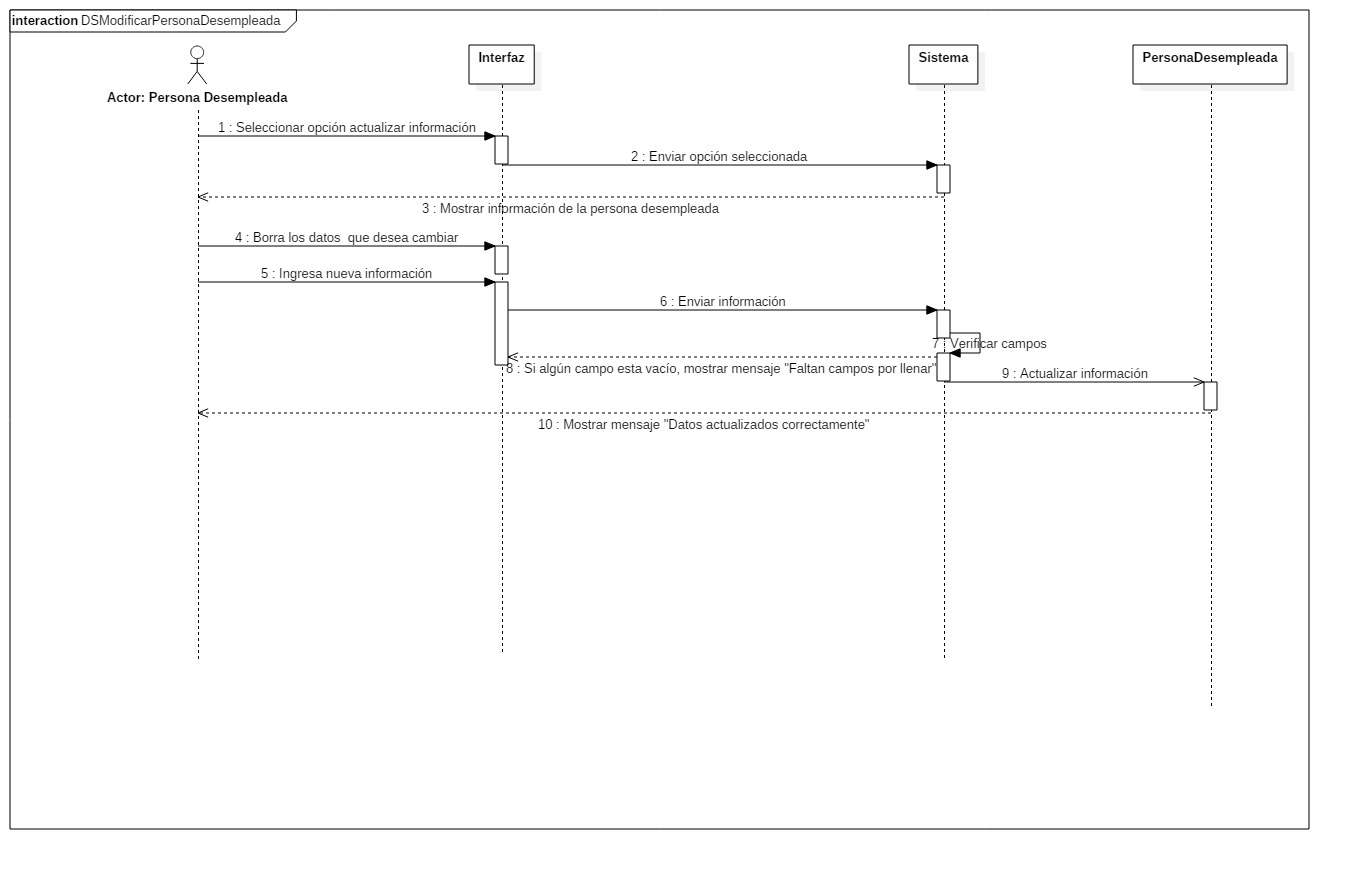 interaction DSModificarPersonaDesempleada
Interfaz
Sistema
PersonaDesempleada
Actor: Persona Desempleada
1 : Seleccionar opción actualizar información
2 : Enviar opción seleccionada
3 : Mostrar información de la persona desempleada
4 : Borra los datos  que desea cambiar
5 : Ingresa nueva información
6 : Enviar información
7 : Verificar campos
8 : Si algún campo esta vacío, mostrar mensaje "Faltan campos por llenar"
9 : Actualizar información
10 : Mostrar mensaje "Datos actualizados correctamente"